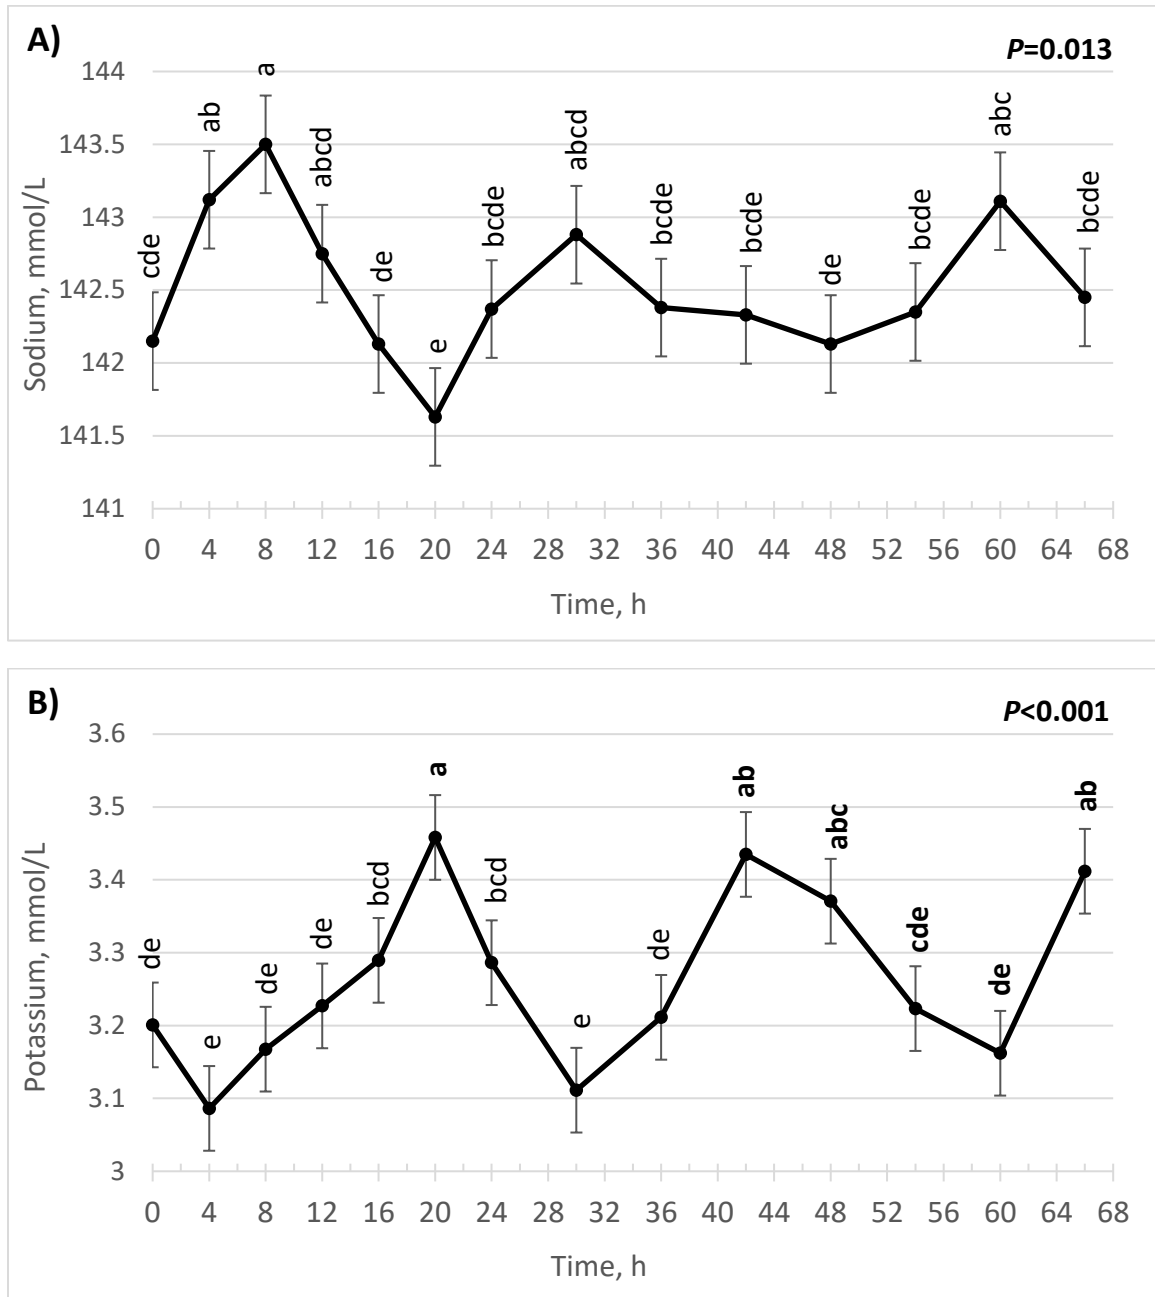 A)
P=0.013
144
143.5
143
142.5
142
141.5
141
Sodium, mmol/L
cde
ab
a
abcd
de
e
bcde
abcd
bcde
bcde
de
bcde
abc
bcde
0 4 8 12 16 20 24 28 32 36 40 44 48 52 56 60 64 68
Time, h
B)
P<0.001
3.6
3.5
3.4
3.3
3.2
3.1
3
Potassium, mmol/L
de
e
de
de
bcd
a
bcd
e
de
ab
abc
cde
de
ab
0 4 8 12 16 20 24 28 32 36 40 44 48 52 56 60 64 68
Time, h